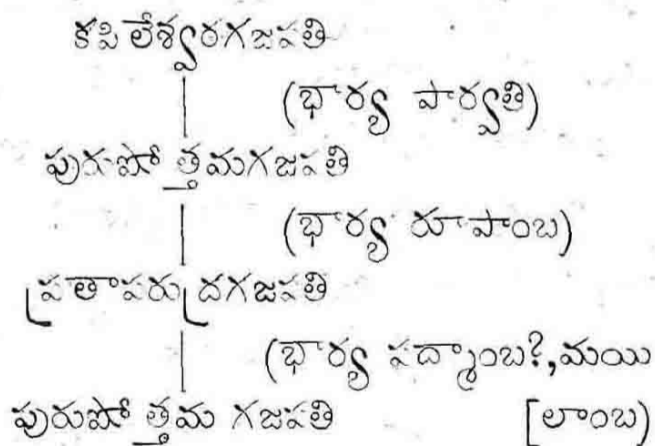 కపిలేశ్వరగజపతి
(భార్య పార్వతి)
పురుషోత్తమగజపతి
(భార్య రూపాంబ)
ప్రతాపరుద్రగజపతి
(భార్య పద్మాంబ?,మయి
పురుషోత్తమ గజపతి [లాంబ)